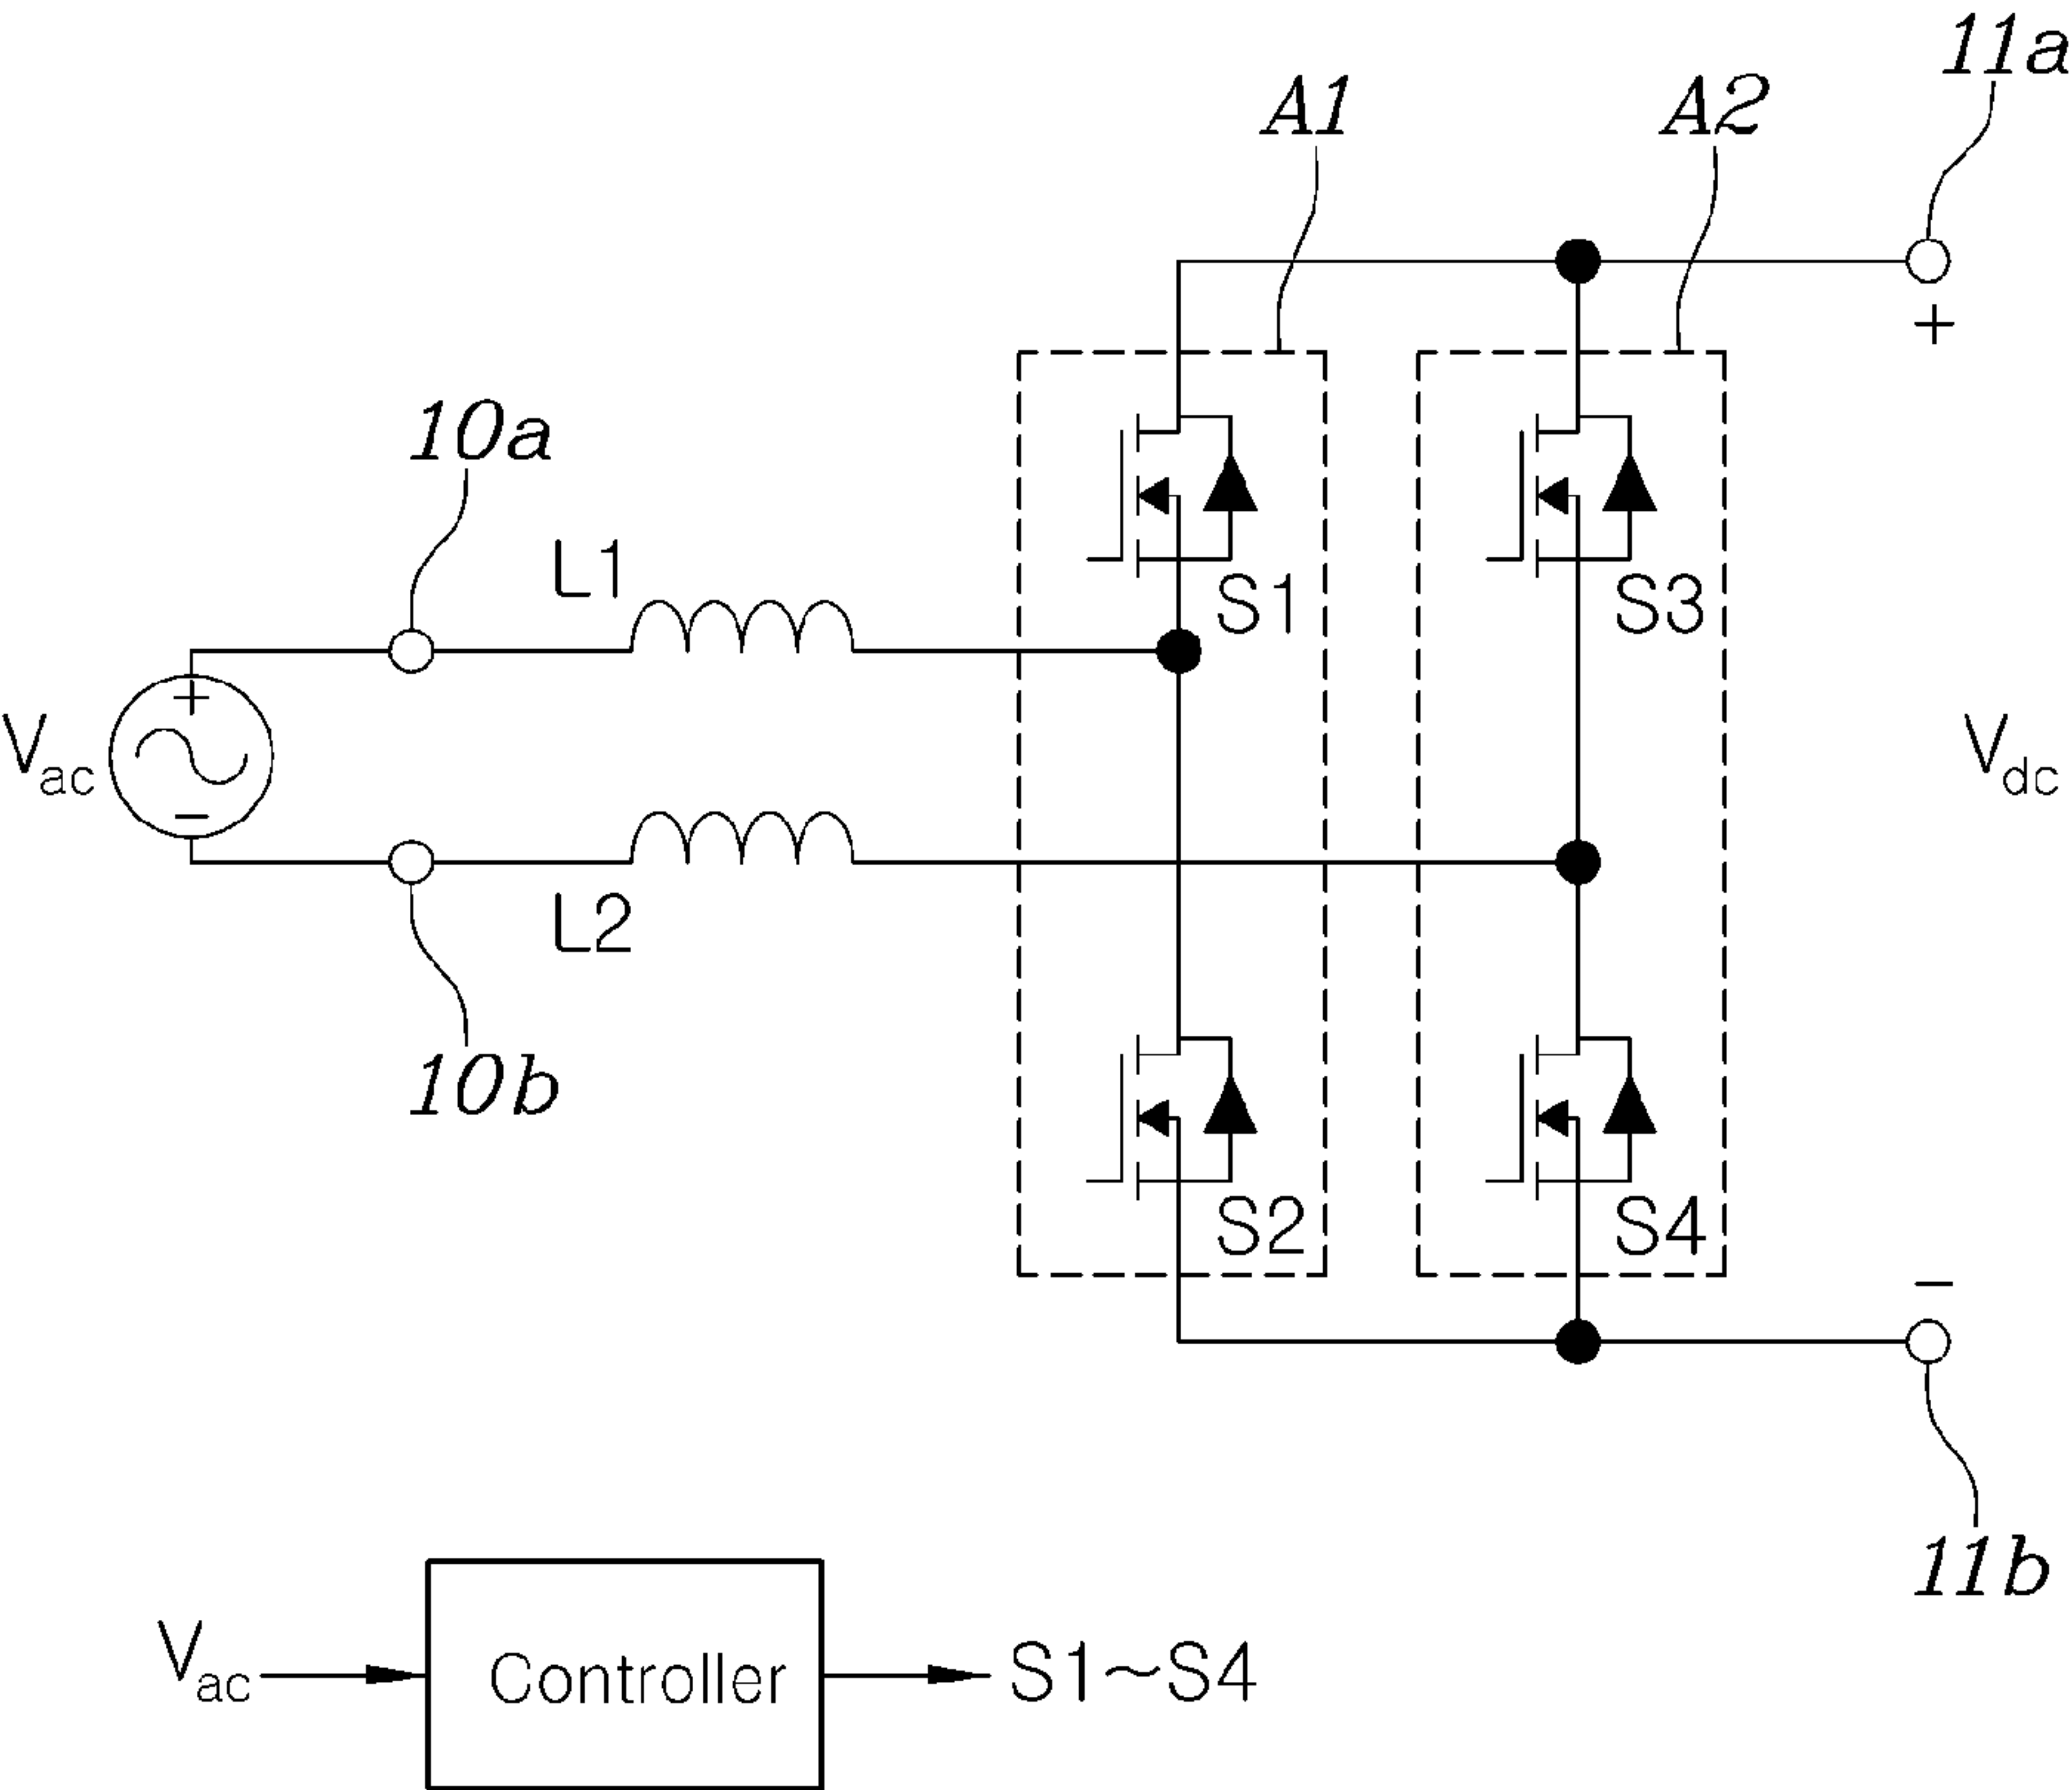 11a
A1
A2
+
10a
L1
S1
S3
+
Vac
−
Vdc
L2
10b
S2
S4
−
11b
Vac
Controller
S1~S4